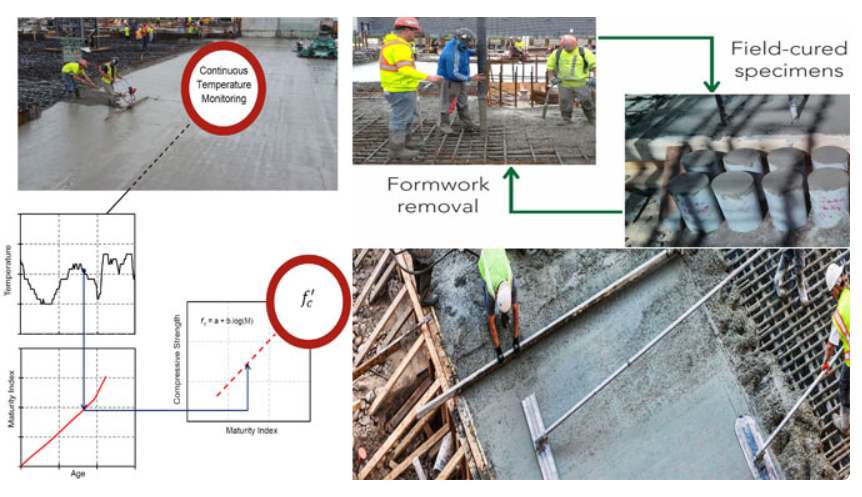 Continuous
Temperature
Monitoring
Field-cured
specimens
Formwork
removal
Temperature
f'c
fc = a + b.log(M)
Compressive Strength
Maturity Index
Maturity Index
Age